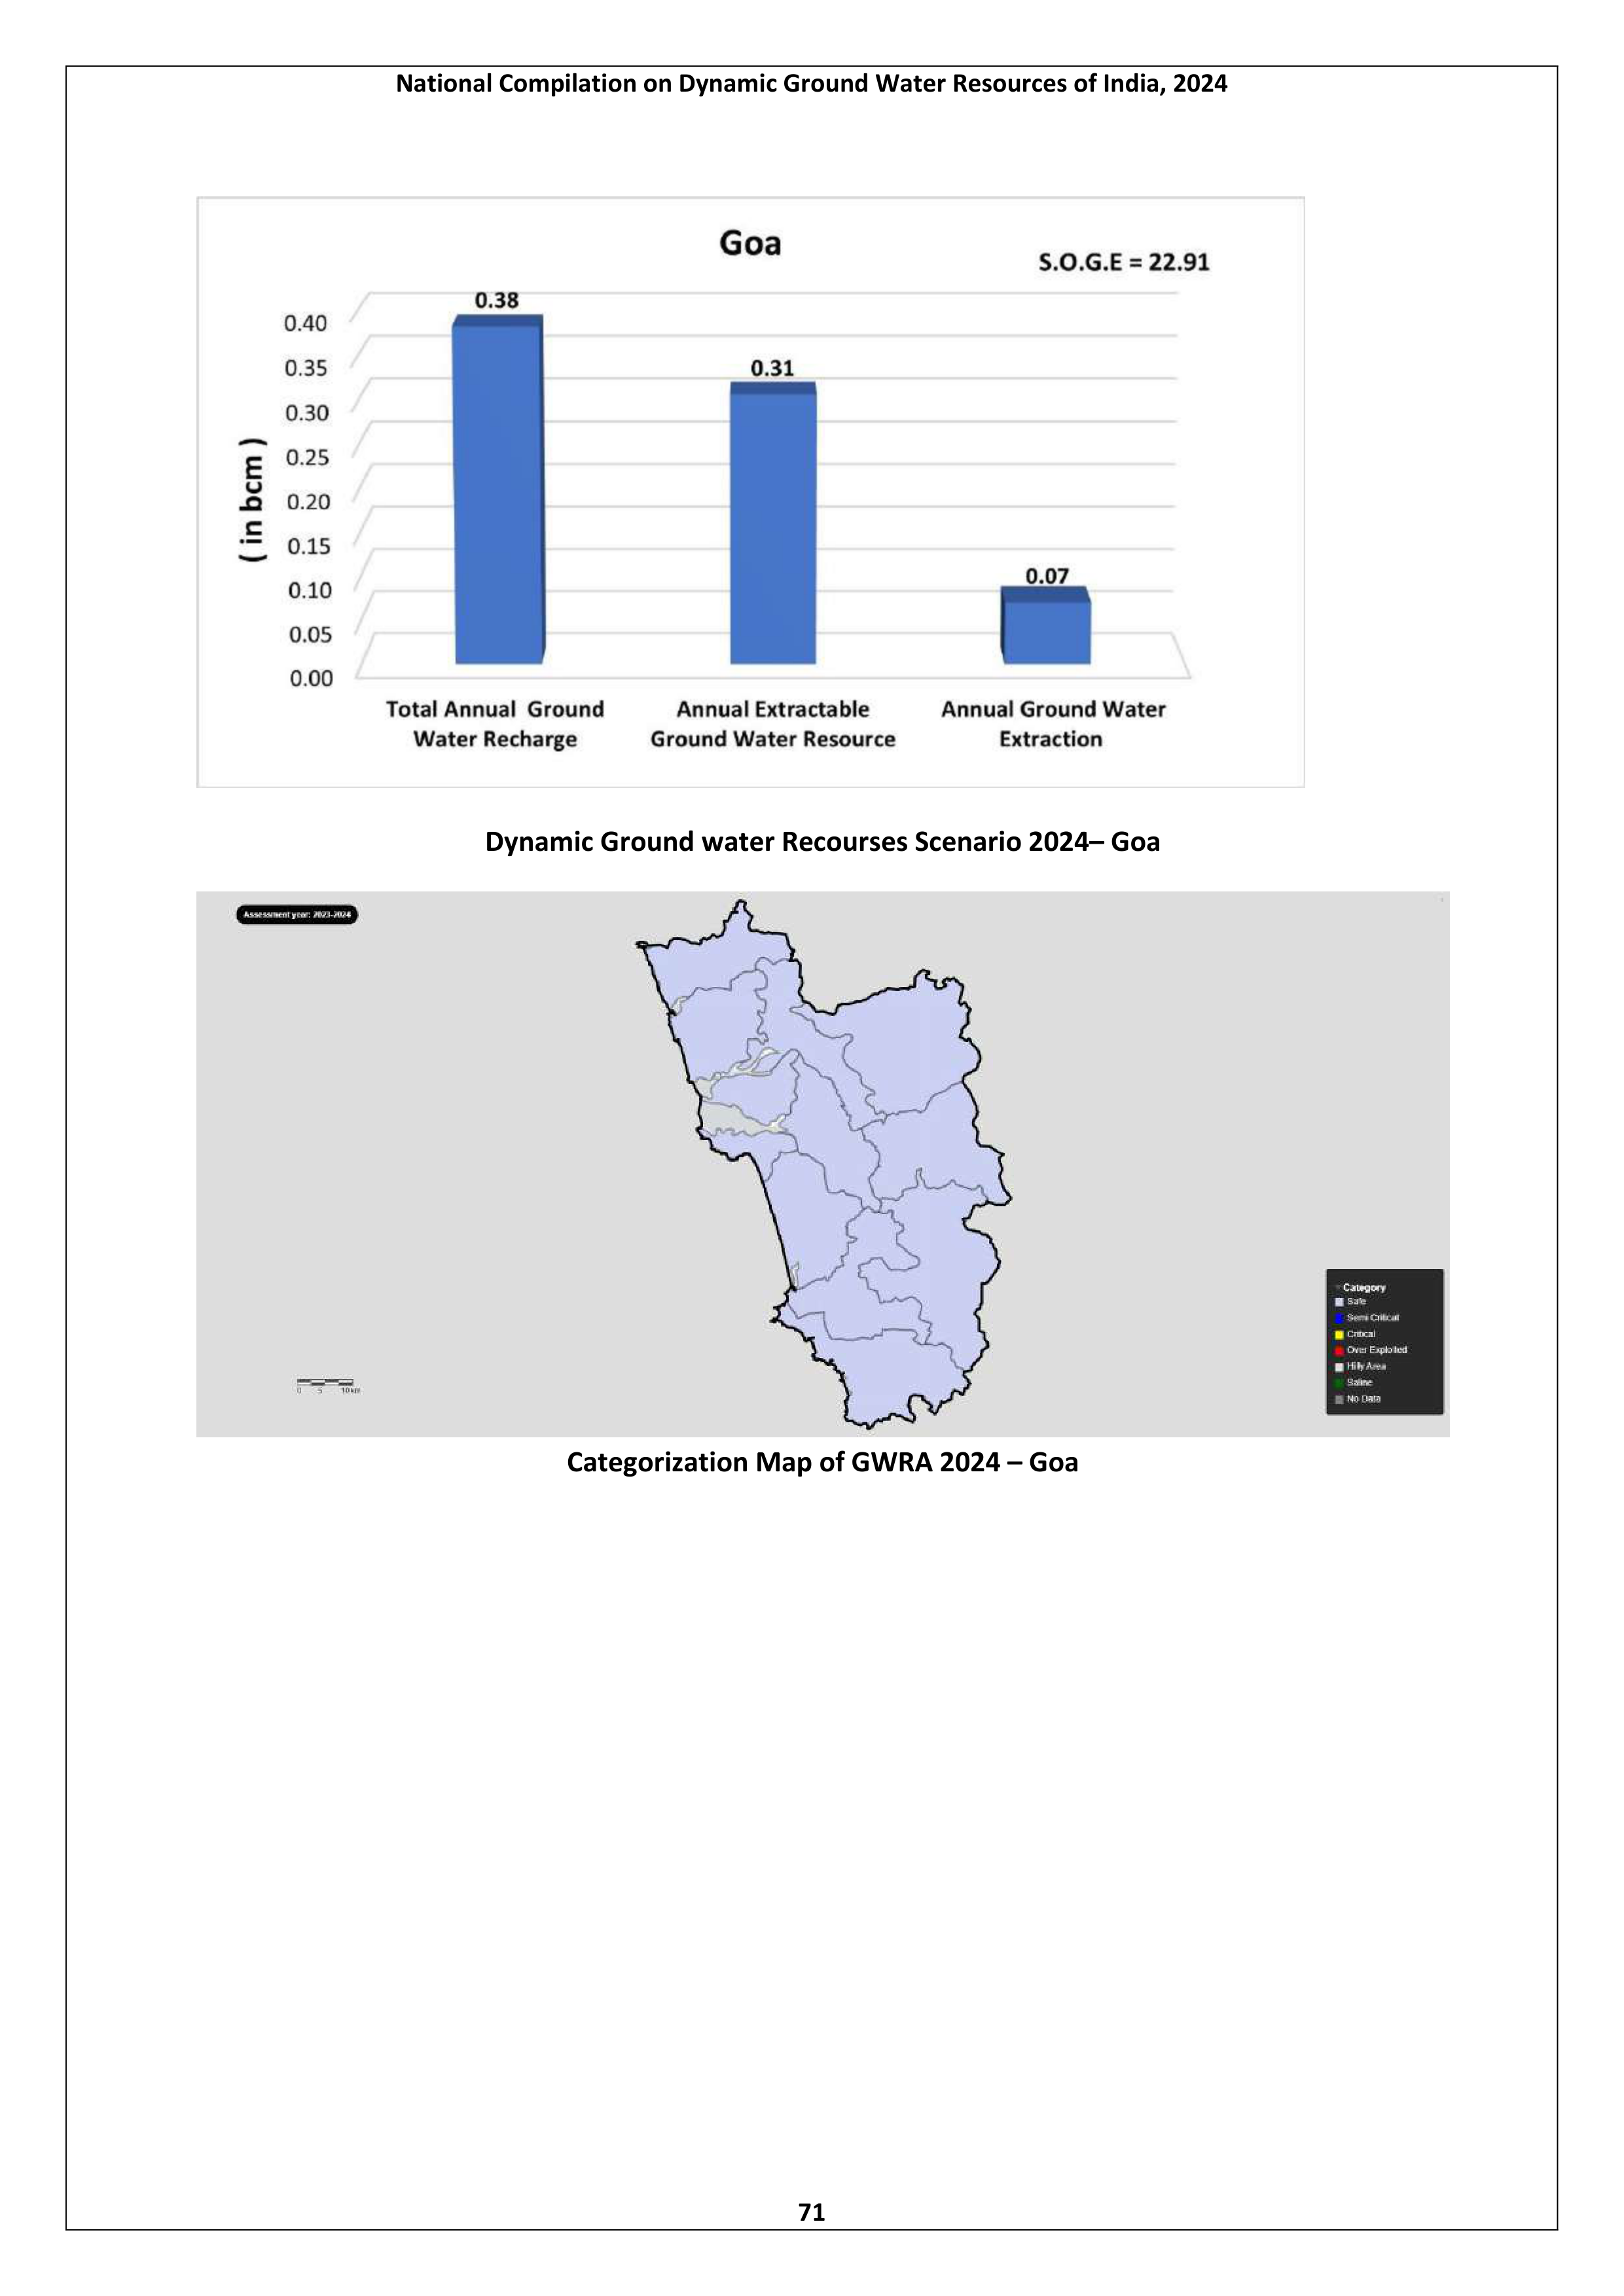 National Compilation on Dynamic Ground Water Resources of India, 2024
Goa
S.O.G.E = 22.91
0.38
0.40
0.31
0.35
0.30
0.25
( in bcm )
0.20
0.15
0.07
0.10
0.05
0.00
Total Annual Ground
Water Recharge
Annual Extractable
Ground Water Resource
Annual Ground Water
Extraction
Dynamic Ground water Recourses Scenario 2024– Goa
Assessment year: 2023-2024
Category
Safe
Semi Critical
Critical
Over Exploited
Hilly Area
Saline
No Data
0 5 10 km
Categorization Map of GWRA 2024 – Goa
71